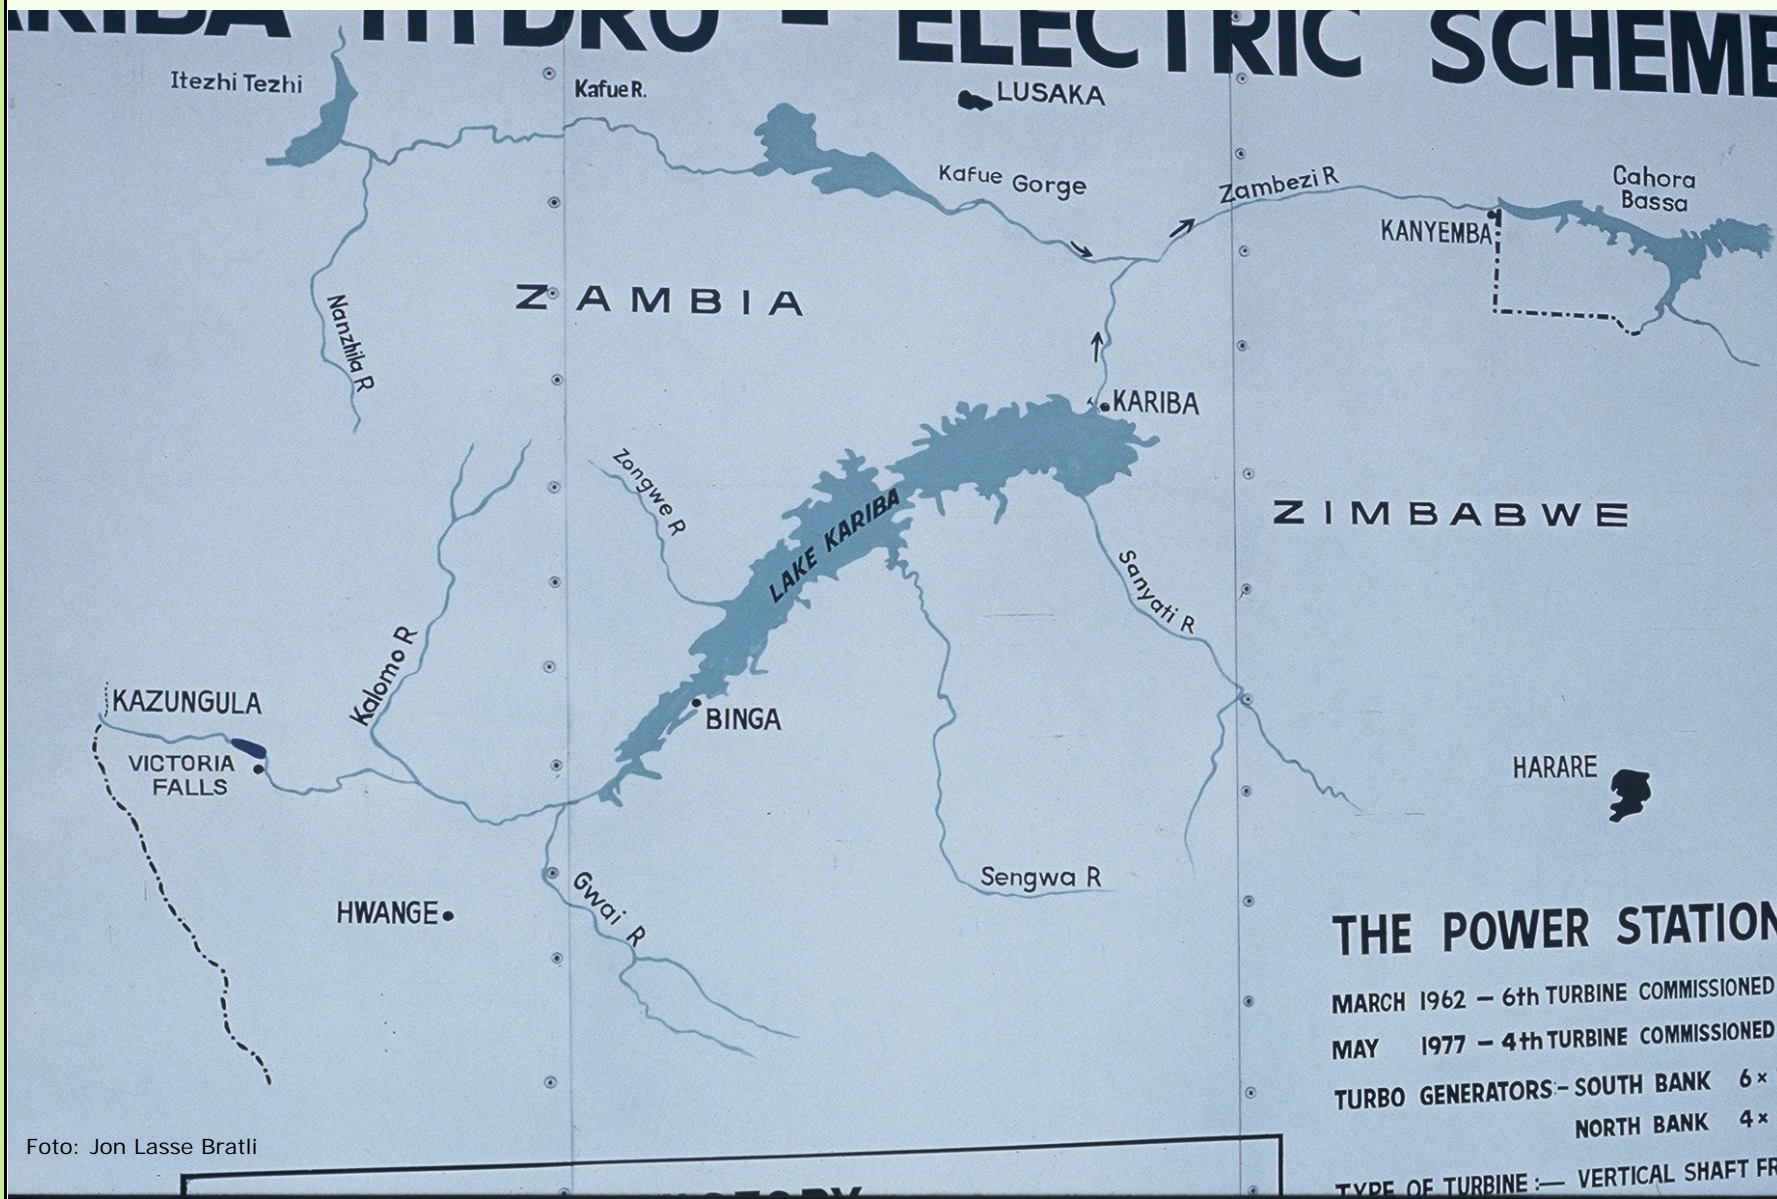 HYDRO - ELECTRIC SCHEME
Itezhi Tezhi
Kafue R.
LUSAKA
Kafue Gorge
Zambezi R
Cahora
Bassa
KANYEMBA
ZAMBIA
Nanzhila R
KARIBA
Zongwe R
LAKE KARIBA
ZIMBABWE
Sanyati R
Kalomo R
KAZUNGULA
BINGA
VICTORIA
FALLS
HARARE
Sengwa R
HWANGE
Gwai R
THE POWER STATION
MARCH 1962 - 6th TURBINE COMMISSIONED
MAY 1977 - 4th TURBINE COMMISSIONED
TURBO GENERATORS:- SOUTH BANK 6×
NORTH BANK 4×
TYPE OF TURBINE:- VERTICAL SHAFT
Foto: Jon Lasse Bratli